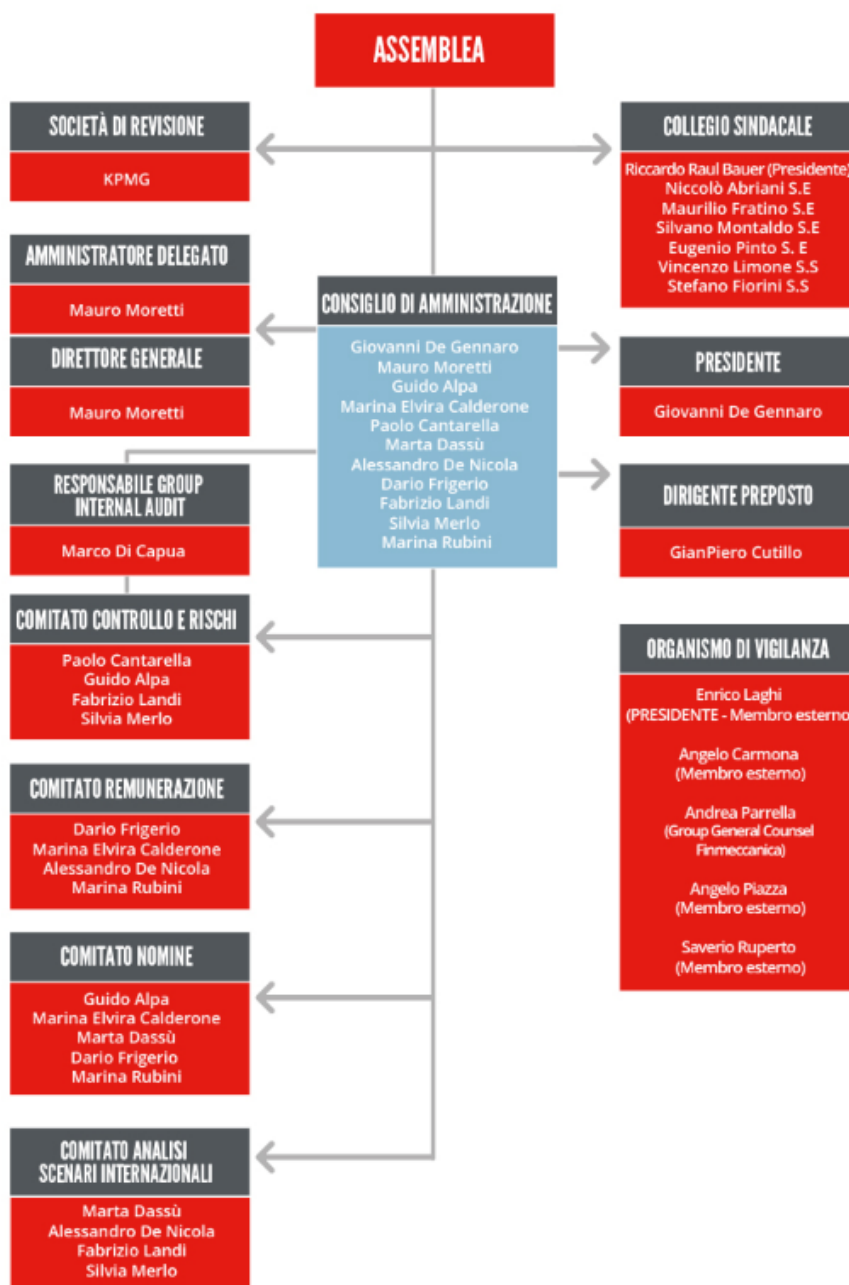 ASSEMBLEA
SOCIETÀ DI REVISIONE
KPMG
COLLEGIO SINDACALE
Riccardo Raul Bauer (Presidente)
Niccolò Abriani S.E
Maurilio Fratino S.E
Silvano Montaldo S.E
Eugenio Pinto S. E
Vincenzo Limone S.S
Stefano Fiorini S.S
AMMINISTRATORE DELEGATO
Mauro Moretti
DIRETTORE GENERALE
Mauro Moretti
CONSIGLIO DI AMMINISTRAZIONE
Giovanni De Gennaro
Mauro Moretti
Guido Alpa
Marina Elvira Calderone
Paolo Cantarella
Marta Dassù
Alessandro De Nicola
Dario Frigerio
Fabrizio Landi
Silvia Merlo
Marina Rubini
PRESIDENTE
Giovanni De Gennaro
RESPONSABILE GROUP
INTERNAL AUDIT
Marco Di Capua
DIRIGENTE PREPOSTO
GianPiero Cutillo
COMITATO CONTROLLO E RISCHI
Paolo Cantarella
Guido Alpa
Fabrizio Landi
Silvia Merlo
ORGANISMO DI VIGILANZA
Enrico Laghi
(PRESIDENTE - Membro esterno
Angelo Carmona
(Membro esterno)
Andrea Parrella
(Group General Counsel
Finmeccanica)
Angelo Piazza
(Membro esterno)
Saverio Ruperto
(Membro esterno)
COMITATO REMUNERAZIONE
Dario Frigerio
Marina Elvira Calderone
Alessandro De Nicola
Marina Rubini
COMITATO NOMINE
Guido Alpa
Marina Elvira Calderone
Marta Dassù
Dario Frigerio
Marina Rubini
COMITATO ANALISI
SCENARI INTERNAZIONALI
Marta Dassù
Alessandro De Nicola
Fabrizio Landi
Silvia Merlo